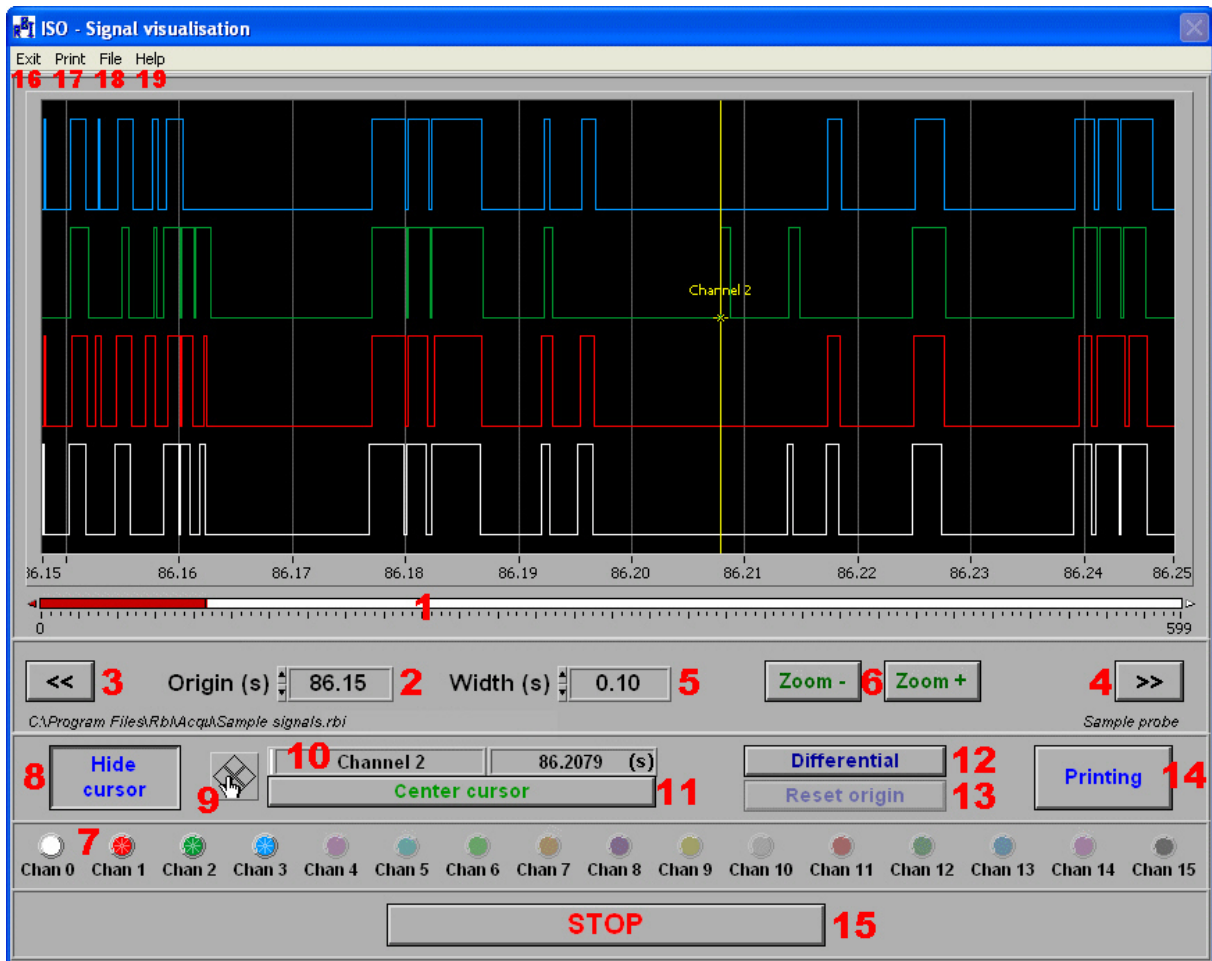 RBI ISO - Signal visualisation
Exit Print File Help
16 17 18 19
Channel 2
86.15 86.16 86.17 86.18 86.19 86.20 86.21 86.22 86.23 86.24 86.25
1
0 599
<< 3 Origin (s) 86.15 2 Width (s) 0.10 5 Zoom - 6 Zoom + 4 >>
C:\Program Files\Rbi\Acqui\Sample signals.rbi Sample probe
8 Hide cursor 9 10 Channel 2 86.2079 (s) Differential 12 Printing 14
Center cursor 11 Reset origin 13
7
Chan 0 Chan 1 Chan 2 Chan 3 Chan 4 Chan 5 Chan 6 Chan 7 Chan 8 Chan 9 Chan 10 Chan 11 Chan 12 Chan 13 Chan 14 Chan 15
STOP 15